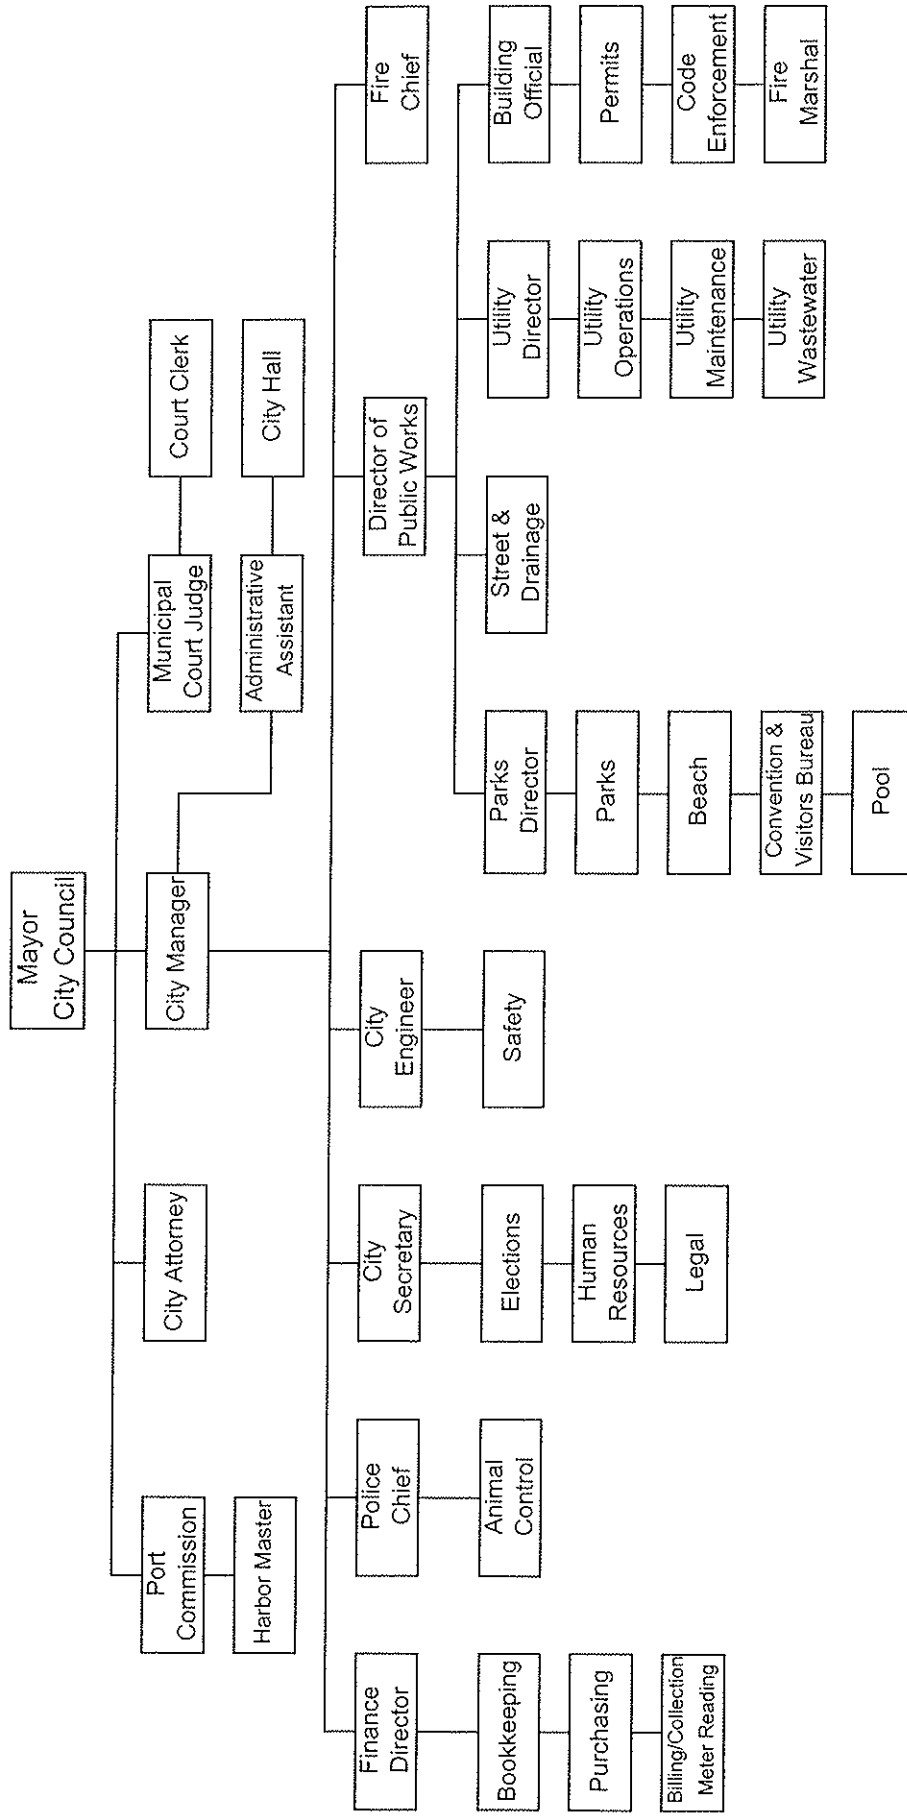 Mayor
City Council
Port
Commission
City Attorney
City Manager
Municipal
Court Judge
Court Clerk
Harbor Master
Administrative
Assistant
City Hall
Finance
Director
Police
Chief
City
Secretary
City
Engineer
Director of
Public Works
Fire
Chief
Bookkeeping
Animal
Control
Elections
Safety
Parks
Director
Street &
Drainage
Utility
Director
Building
Official
Purchasing
Human
Resources
Parks
Utility
Operations
Permits
Billing/Collection
Meter Reading
Legal
Beach
Utility
Maintenance
Code
Enforcement
Convention &
Visitors Bureau
Utility
Wastewater
Fire
Marshal
Pool